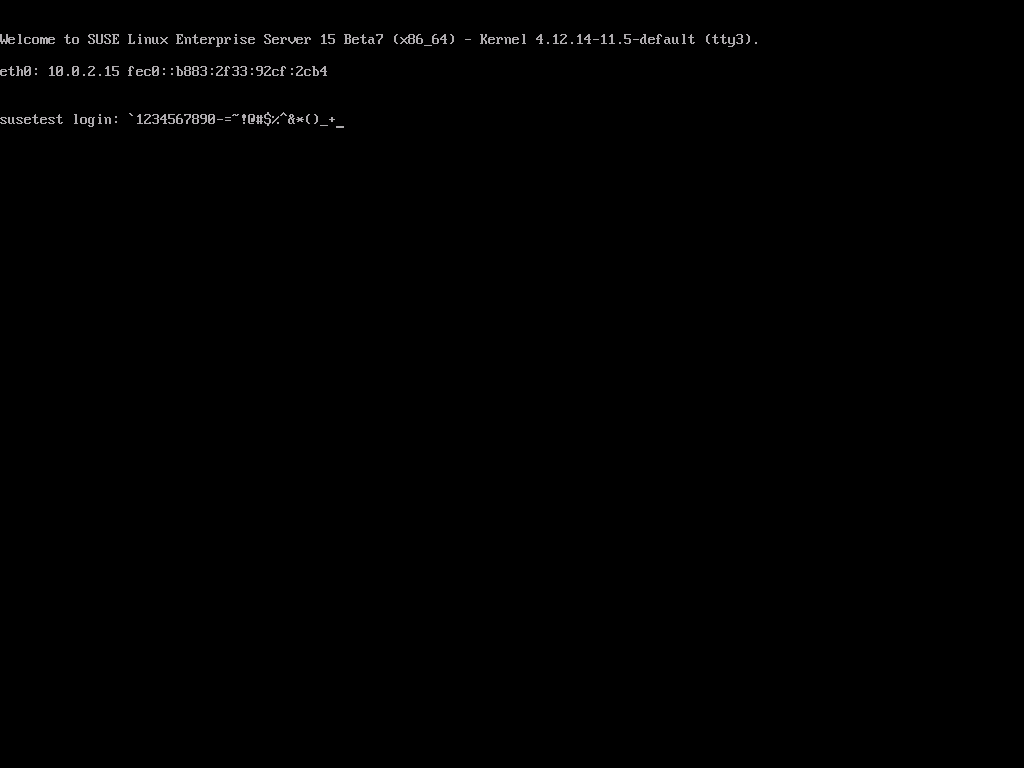 Welcome to SUSE Linux Enterprise Server 15 Beta7 (x86_64) - Kernel 4.12.14-11.5-default (tty3).
eth0: 10.0.2.15 fec0::b883:2f33:92cf:2cb4
susetest login: `1234567890-=~!@#$%^&*()_+_